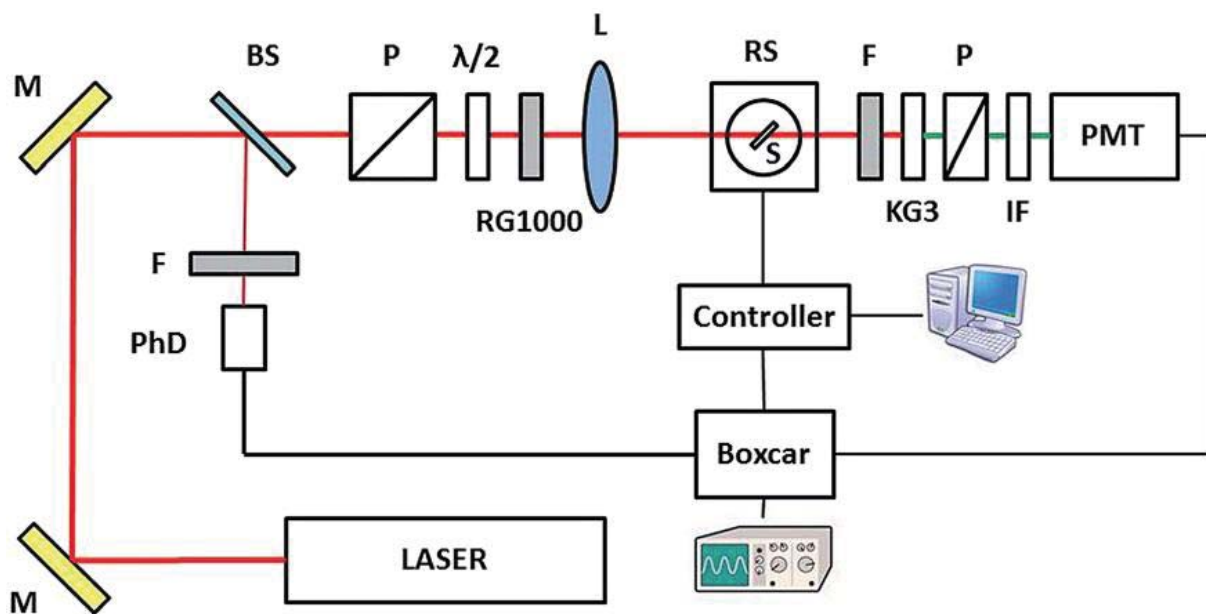 L
BS P λ/2 RS F P
M
S
PMT
RG1000 KG3 IF
F
PhD
Controller
Boxcar
LASER
M